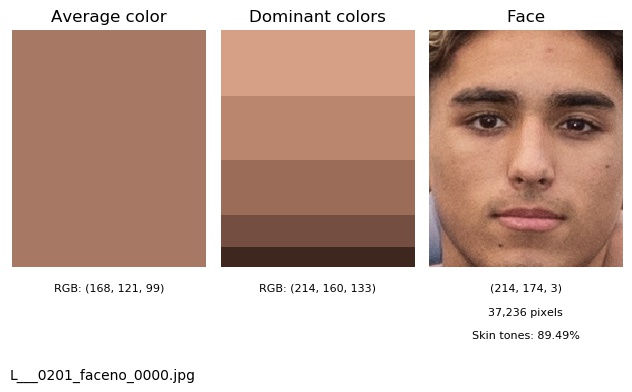 Average color
Dominant colors
Face
RGB: (168, 121, 99)
RGB: (214, 160, 133)
(214, 174, 3)
37,236 pixels
Skin tones: 89.49%
L___0201_faceno_0000.jpg